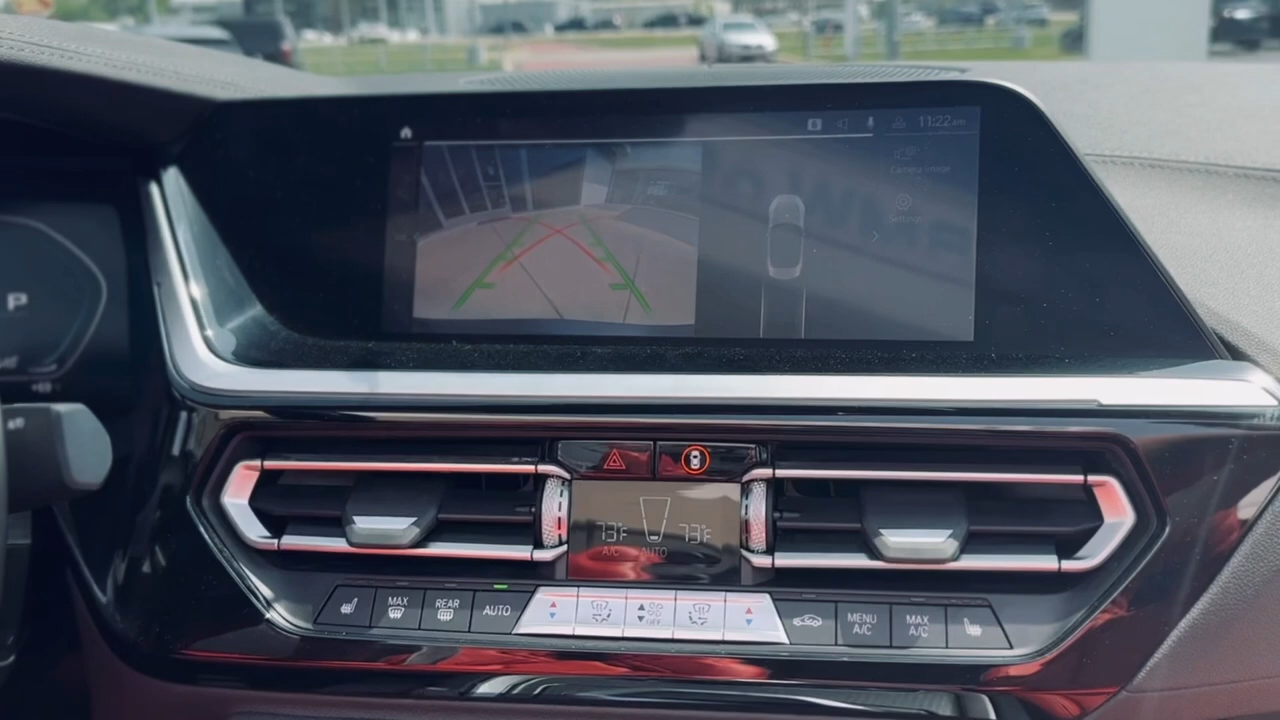 11:22 am
Camera image
Settings
P
73°F
73°F
A/C
AUTO
MAX
REAR
AUTO
OFF
MENU
A/C
MAX
A/C